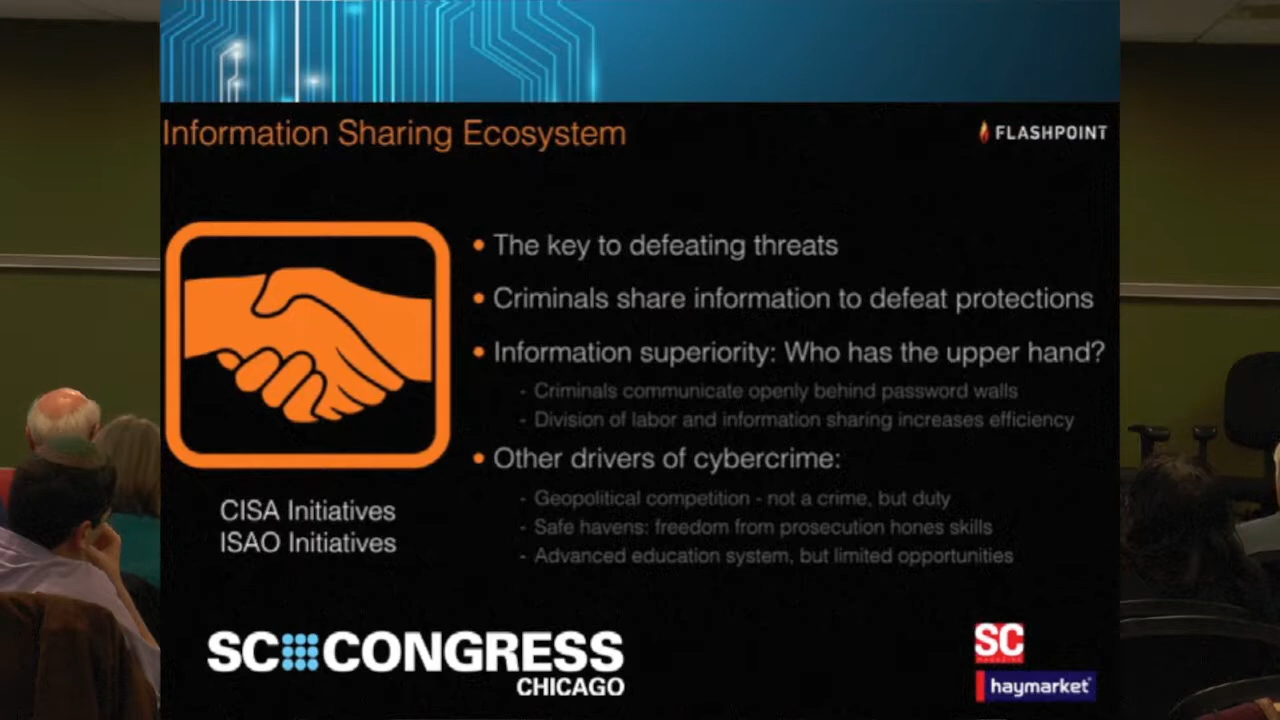 Information Sharing Ecosystem
FLASHPOINT
• The key to defeating threats
• Criminals share information to defeat protections
• Information superiority: Who has the upper hand?
- Criminals communicate openly behind password walls
- Division of labor and information sharing increases efficiency
• Other drivers of cybercrime:
- Geopolitical competition - not a crime, but duty
- Safe havens: freedom from prosecution hones skills
- Advanced education system, but limited opportunities
CISA Initiatives
ISAO Initiatives
SC CONGRESS
CHICAGO
SC
MAGAZINE
haymarket